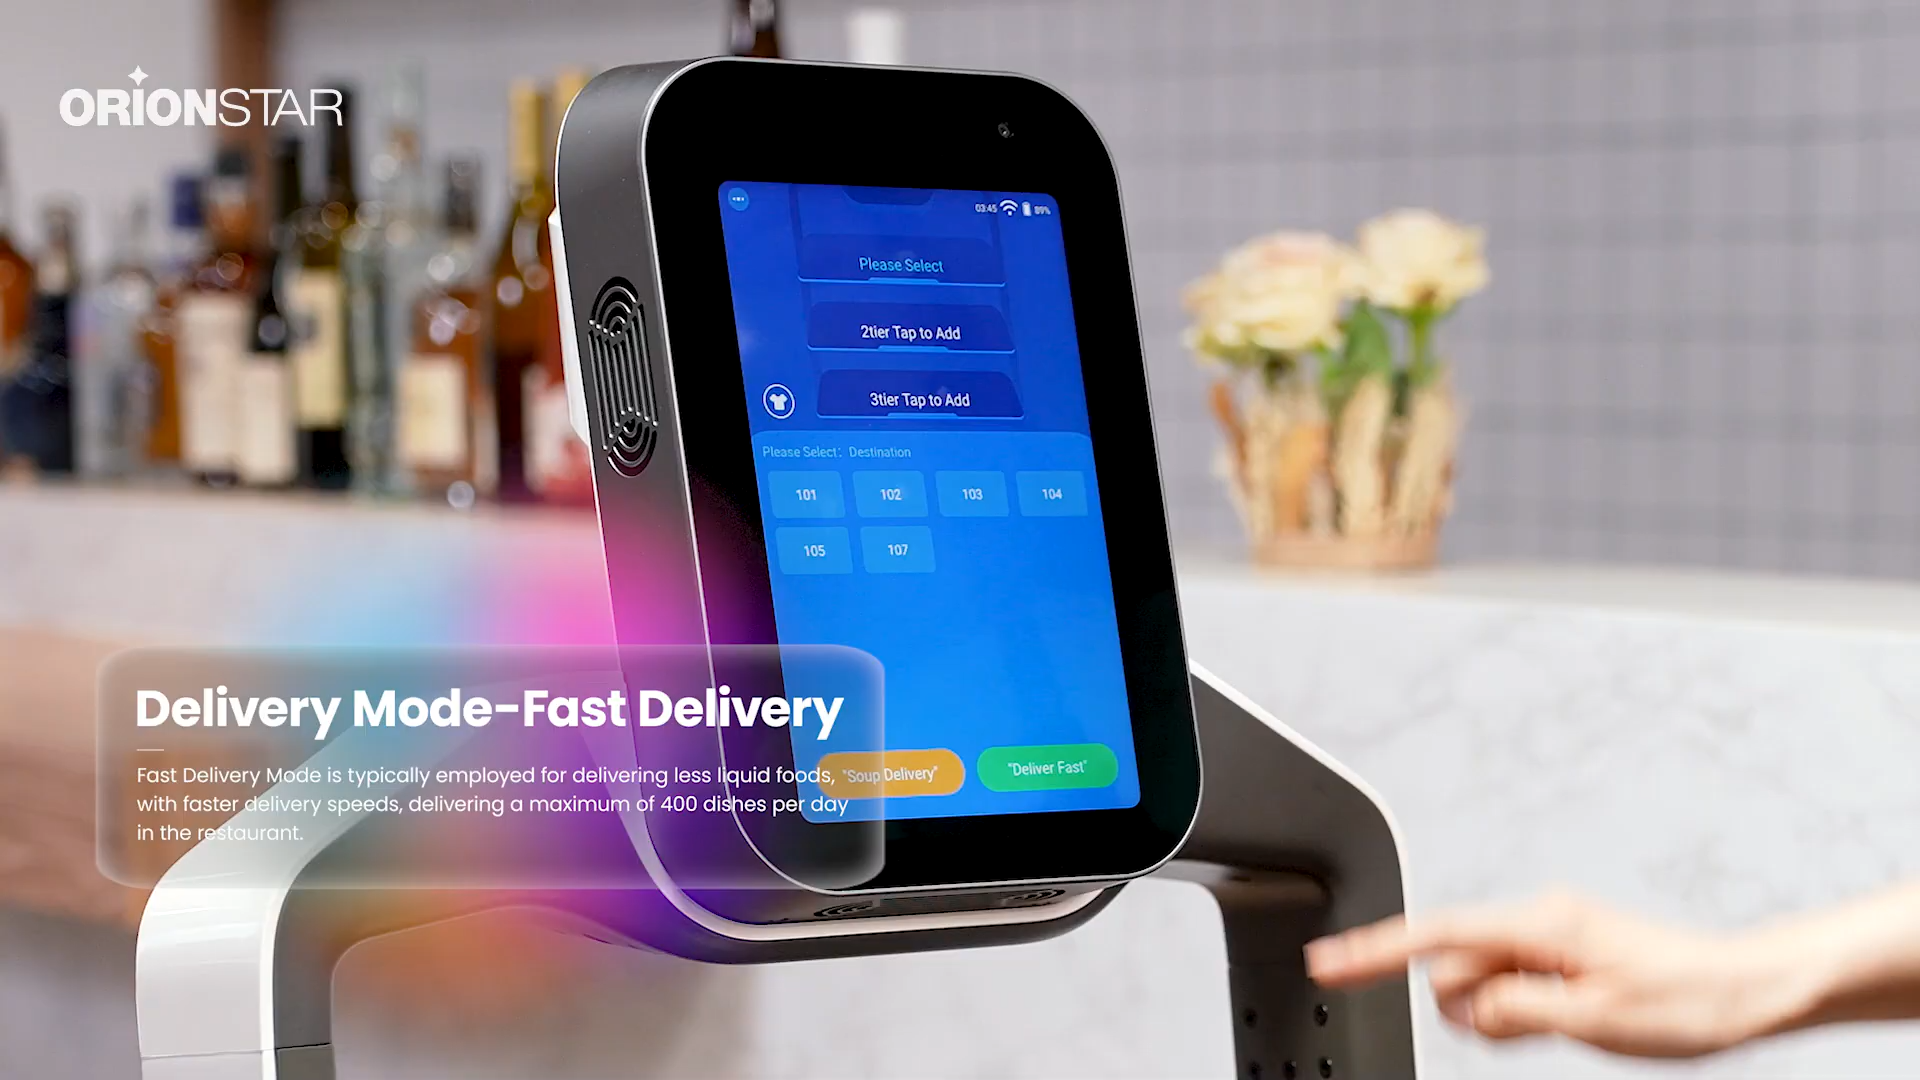 ORIONSTAR
03:45 89%
Please Select
2tier Tap to Add
3tier Tap to Add
Please Select: Destination
101 102 103 104
105 107
"Soup Delivery" "Deliver Fast"
Delivery Mode-Fast Delivery
Fast Delivery Mode is typically employed for delivering less liquid foods,
with faster delivery speeds, delivering a maximum of 400 dishes per day
in the restaurant.